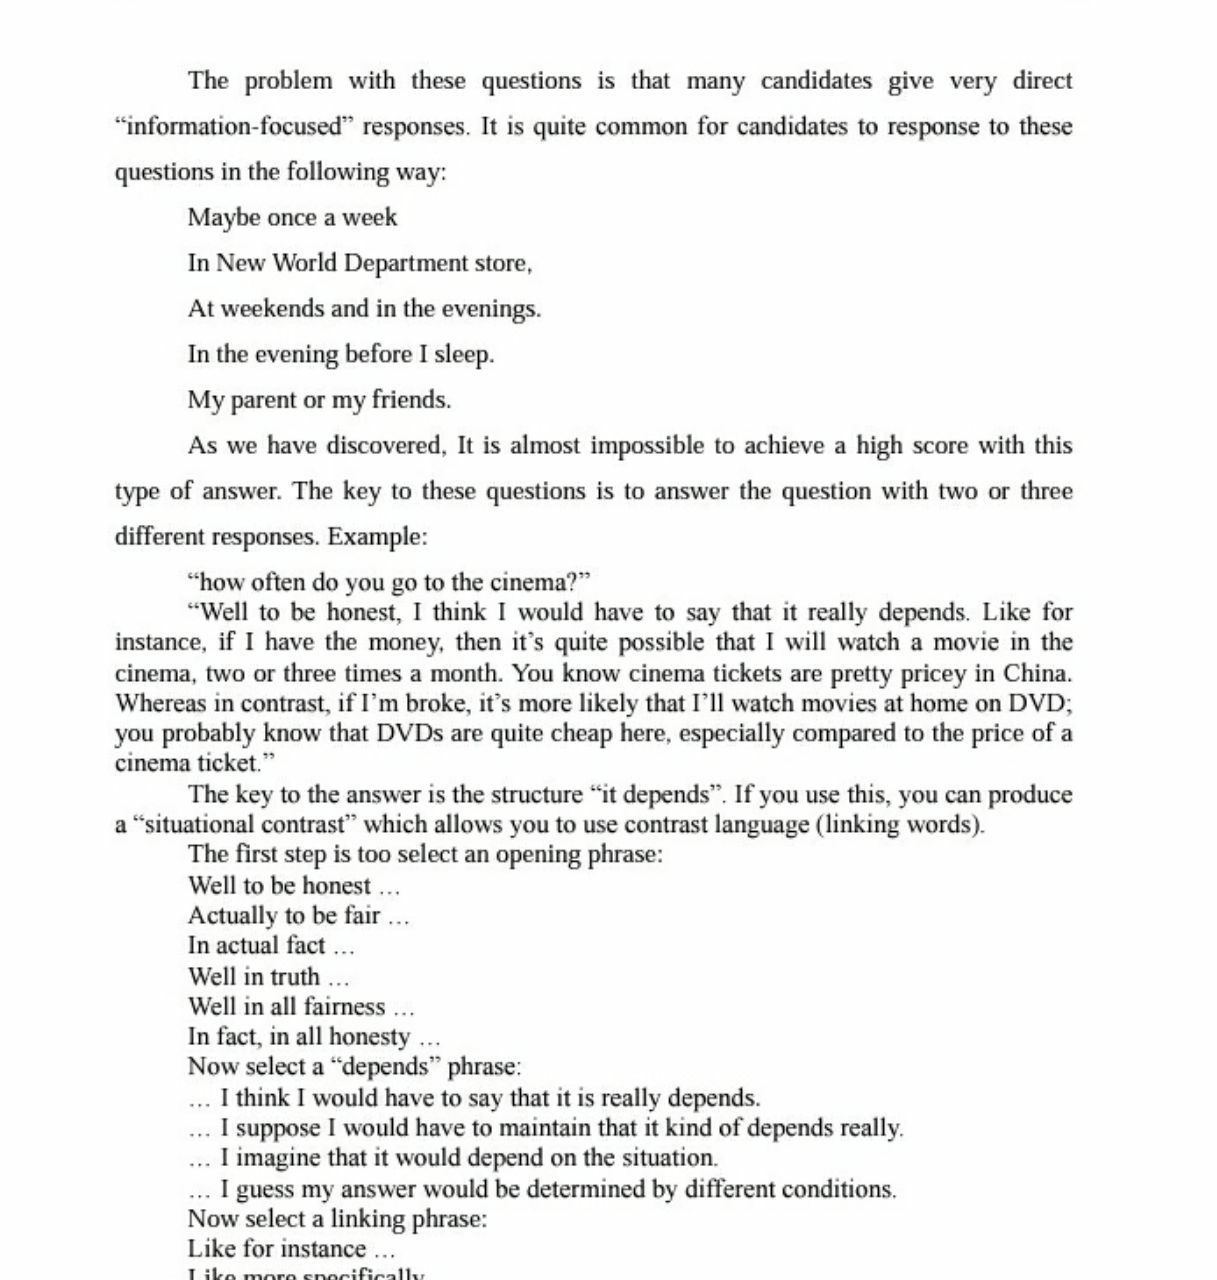 The problem with these questions is that many candidates give very direct
“information-focused” responses. It is quite common for candidates to response to these
questions in the following way:
Maybe once a week
In New World Department store,
At weekends and in the evenings.
In the evening before I sleep.
My parent or my friends.
As we have discovered, It is almost impossible to achieve a high score with this
type of answer. The key to these questions is to answer the question with two or three
different responses. Example:
“how often do you go to the cinema?”
“Well to be honest, I think I would have to say that it really depends. Like for
instance, if I have the money, then it’s quite possible that I will watch a movie in the
cinema, two or three times a month. You know cinema tickets are pretty pricey in China.
Whereas in contrast, if I’m broke, it’s more likely that I’ll watch movies at home on DVD;
you probably know that DVDs are quite cheap here, especially compared to the price of a
cinema ticket.”
The key to the answer is the structure “it depends”. If you use this, you can produce
a “situational contrast” which allows you to use contrast language (linking words).
The first step is too select an opening phrase:
Well to be honest …
Actually to be fair …
In actual fact …
Well in truth …
Well in all fairness …
In fact, in all honesty …
Now select a “depends” phrase:
… I think I would have to say that it is really depends.
… I suppose I would have to maintain that it kind of depends really.
… I imagine that it would depend on the situation.
… I guess my answer would be determined by different conditions.
Now select a linking phrase:
Like for instance …
Like more specifically